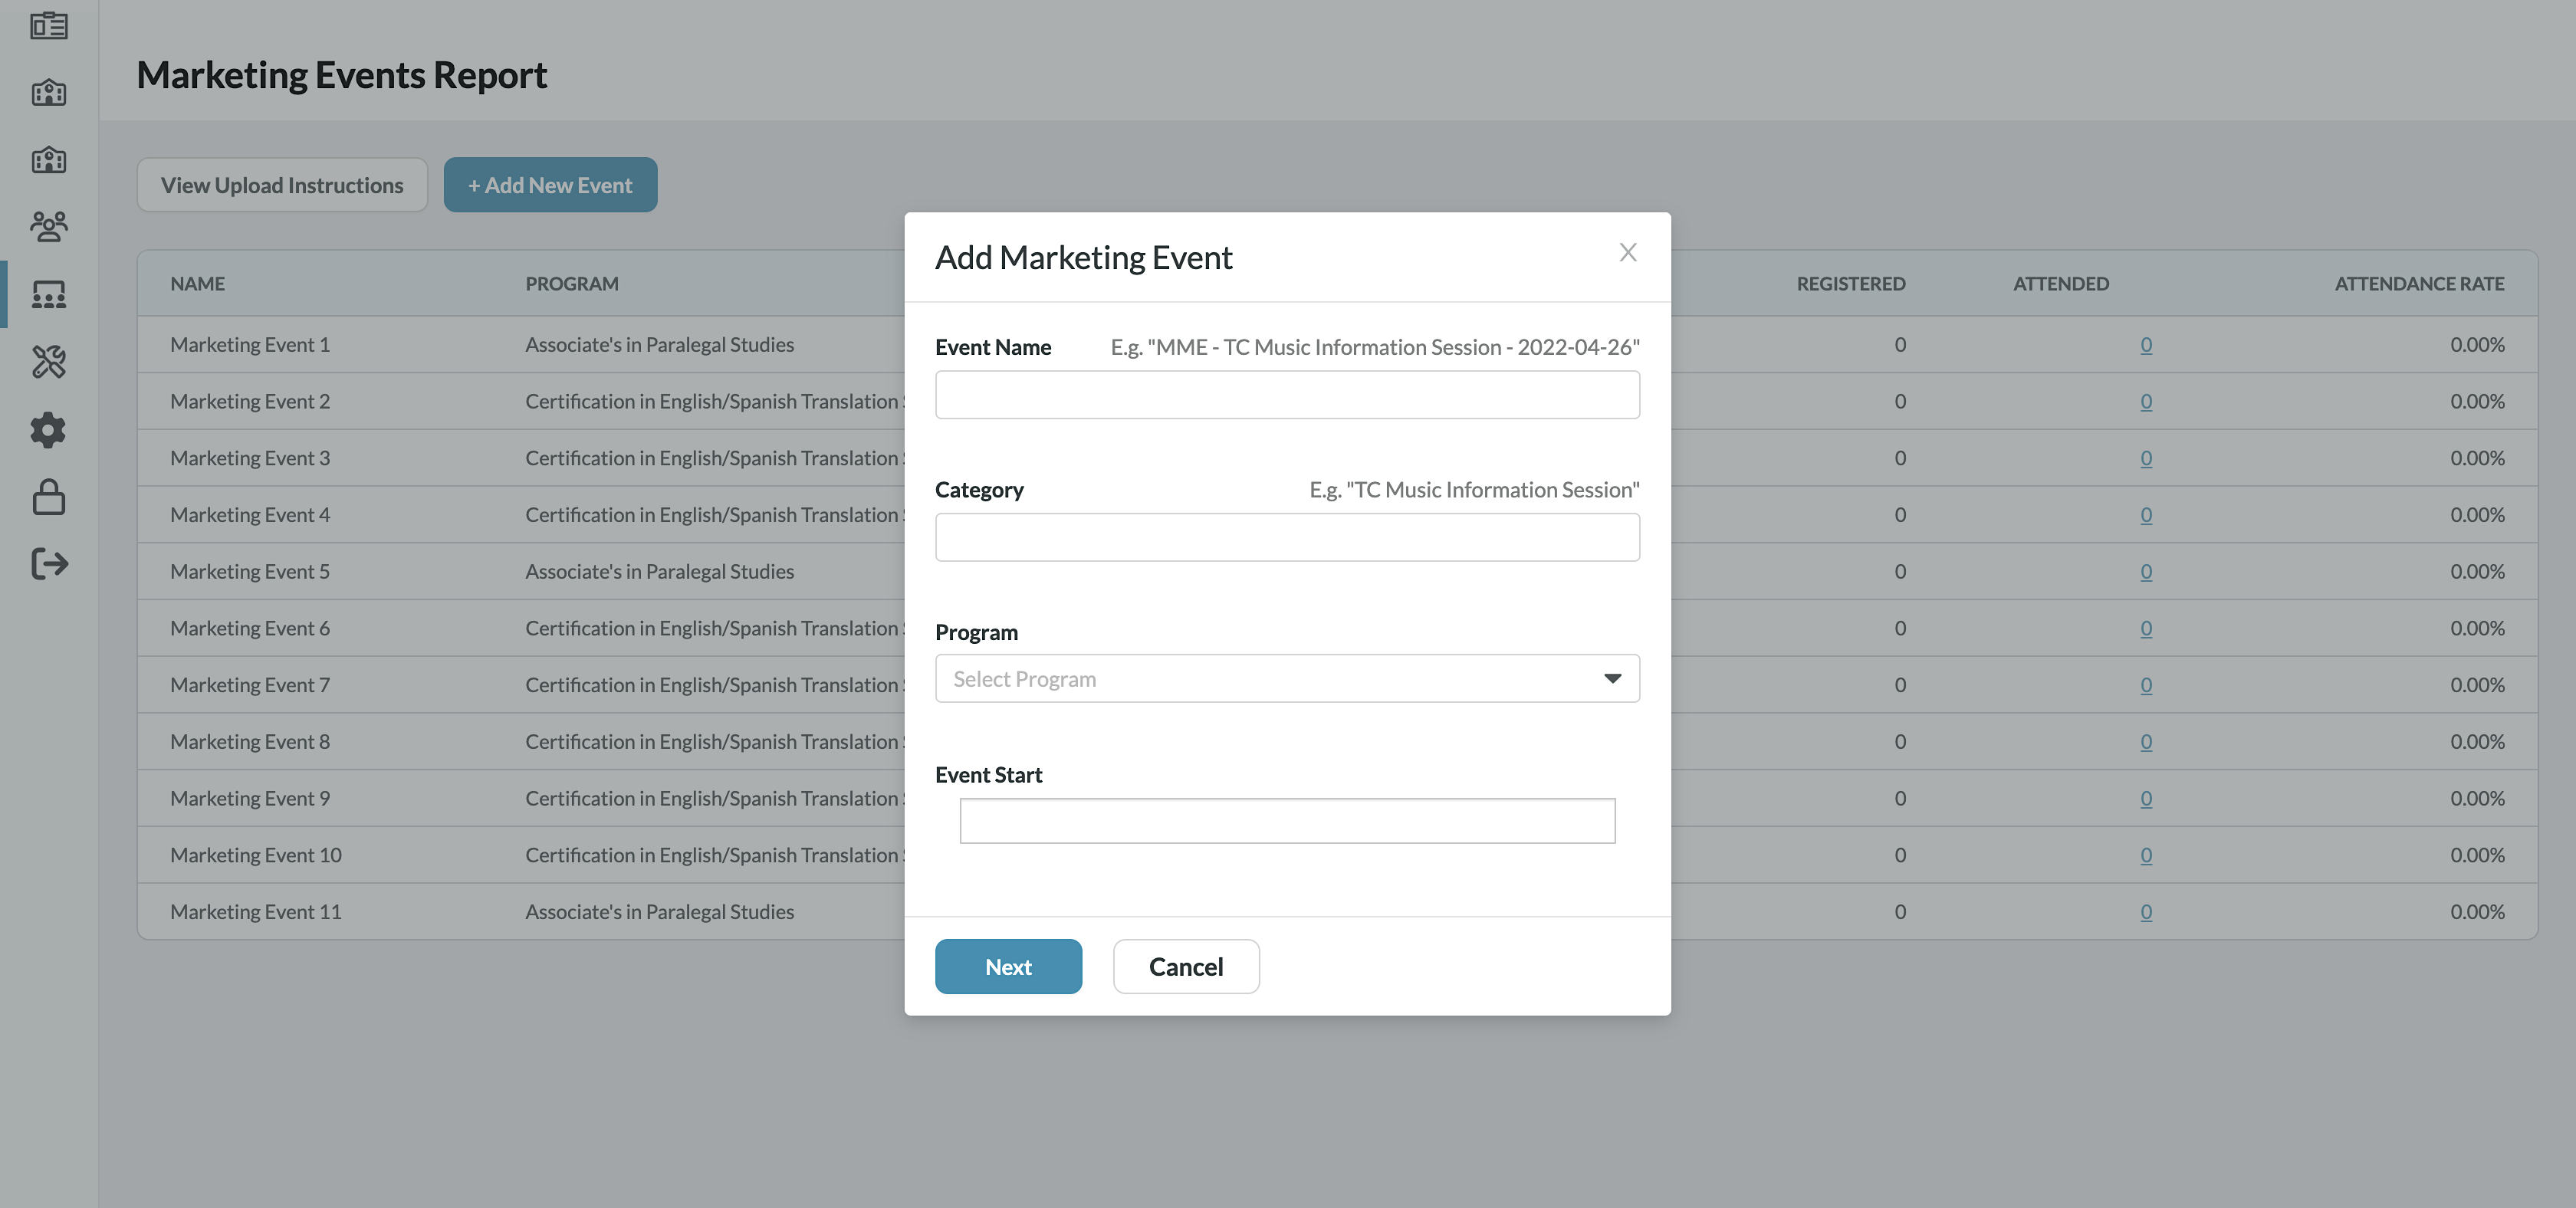 Marketing Events Report
View Upload Instructions
+ Add New Event
Add Marketing Event
NAME PROGRAM REGISTERED ATTENDED ATTENDANCE RATE
Marketing Event 1 Associate's in Paralegal Studies 0 0 0.00%
Marketing Event 2 Certification in English/Spanish Translation 0 0 0.00%
Marketing Event 3 Certification in English/Spanish Translation 0 0 0.00%
Marketing Event 4 Certification in English/Spanish Translation 0 0 0.00%
Marketing Event 5 Associate's in Paralegal Studies 0 0 0.00%
Marketing Event 6 Certification in English/Spanish Translation 0 0 0.00%
Marketing Event 7 Certification in English/Spanish Translation 0 0 0.00%
Marketing Event 8 Certification in English/Spanish Translation 0 0 0.00%
Marketing Event 9 Certification in English/Spanish Translation 0 0 0.00%
Marketing Event 10 Certification in English/Spanish Translation 0 0 0.00%
Marketing Event 11 Associate's in Paralegal Studies 0 0 0.00%
Event Name E.g. "MME - TC Music Information Session - 2022-04-26"
Category E.g. "TC Music Information Session"
Program
Select Program
Event Start
Next
Cancel